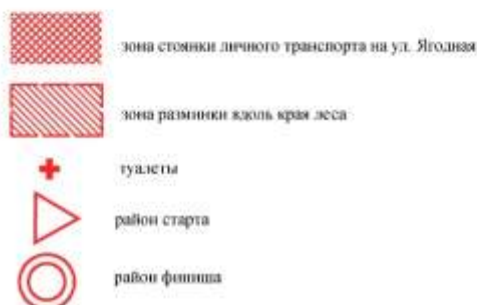 зона стоянки личного транспорта на ул. Ягодная
зона разминки вдоль края леса
туалеты
район старта
район финиша